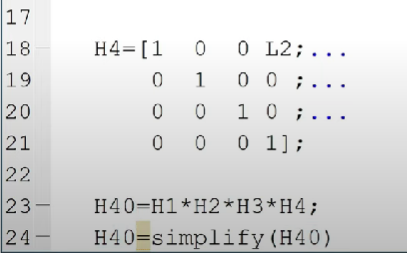 17
18 H4=[1 0 0 L2;...
19 0 1 0 0 ;...
20 0 0 1 0 ;...
21 0 0 0 1];
22
23 H40=H1*H2*H3*H4;
24 H40=simplify(H40)